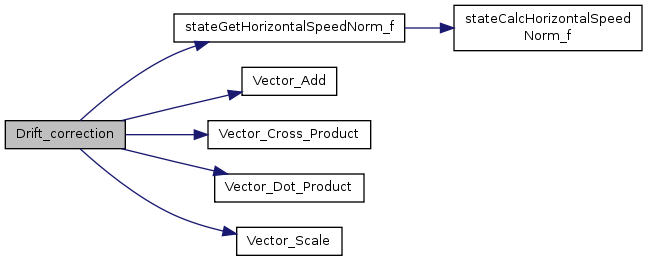 stateGetHorizontalSpeedNorm_f
stateCalcHorizontalSpeed
Norm_f
Vector_Add
Drift_correction
Vector_Cross_Product
Vector_Dot_Product
Vector_Scale